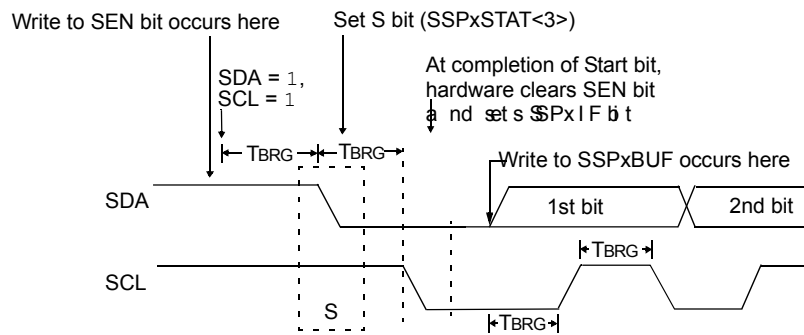 Write to SEN bit occurs here
Set S bit (SSPxSTAT<3>)
SDA = 1,
SCL = 1
At completion of Start bit,
hardware clears SEN bit
and sets SSPxIF bit
TBRG
TBRG
Write to SSPxBUF occurs here
SDA
1st bit
2nd bit
TBRG
SCL
S
TBRG